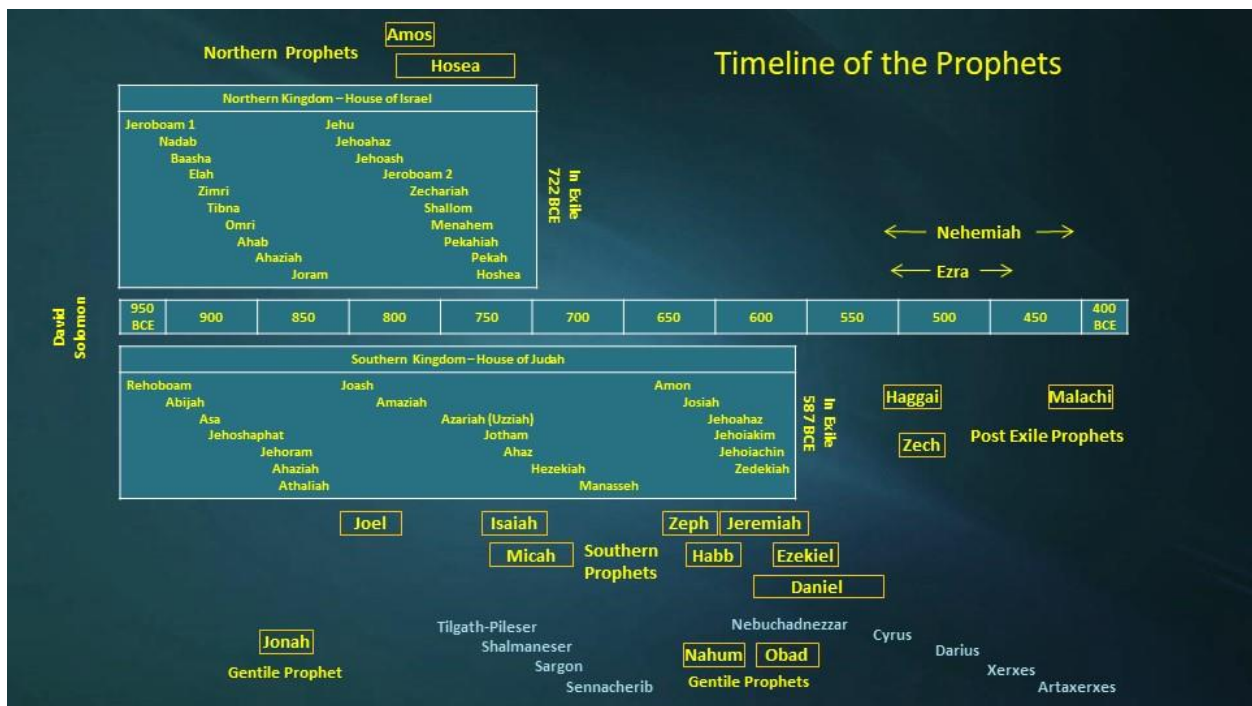 Timeline of the Prophets
Northern Prophets
Amos
Hosea
Northern Kingdom – House of Israel
Jeroboam 1
Nadab
Baasha
Elah
Zimri
Tibna
Omri
Ahab
Ahaziah
Joram
Jehu
Jehoahaz
Jehoash
Jeroboam 2
Zechariah
Shallom
Menahem
Pekahiah
Pekah
Hoshea
In Exile
722 BCE
Nehemiah
Ezra
David
Solomon
950 BCE 900 850 800 750 700 650 600 550 500 450 400 BCE
Southern Kingdom – House of Judah
Rehoboam
Abijah
Asa
Jehoshaphat
Jehoram
Ahaziah
Athaliah
Joash
Amaziah
Azariah (Uzziah)
Jotham
Ahaz
Hezekiah
Manasseh
Amon
Josiah
Jehoahaz
Jehoiakim
Jehoiachin
Zedekiah
In Exile
587 BCE
Haggai
Malachi
Zech
Post Exile Prophets
Joel
Isaiah
Micah
Southern
Prophets
Zeph
Jeremiah
Habb
Ezekiel
Daniel
Jonah
Gentile Prophet
Tilgath-Pileser
Shalmaneser
Sargon
Sennacherib
Nebuchadnezzar
Nahum
Obad
Gentile Prophets
Cyrus
Darius
Xerxes
Artaxerxes